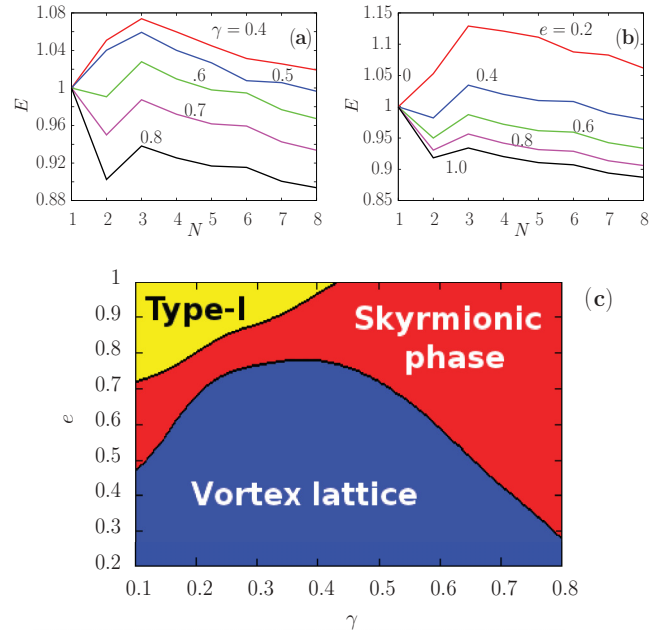 1.08
1.04
1
0.96
0.92
0.88
E
1 2 3 4 5 6 7 8
N
γ = 0.4
(a)
0.5
.6
0.7
0.8
1.15
1.1
1.05
1
0.95
0.9
0.85
E
1 2 3 4 5 6 7 8
N
e = 0.2
(b)
0
0.4
0.6
0.8
1.0
(c)
1
0.9
0.8
0.7
0.6
0.5
0.4
0.3
0.2
e
Type-I
Skyrmionic
phase
Vortex lattice
0.1 0.2 0.3 0.4 0.5 0.6 0.7 0.8
γ